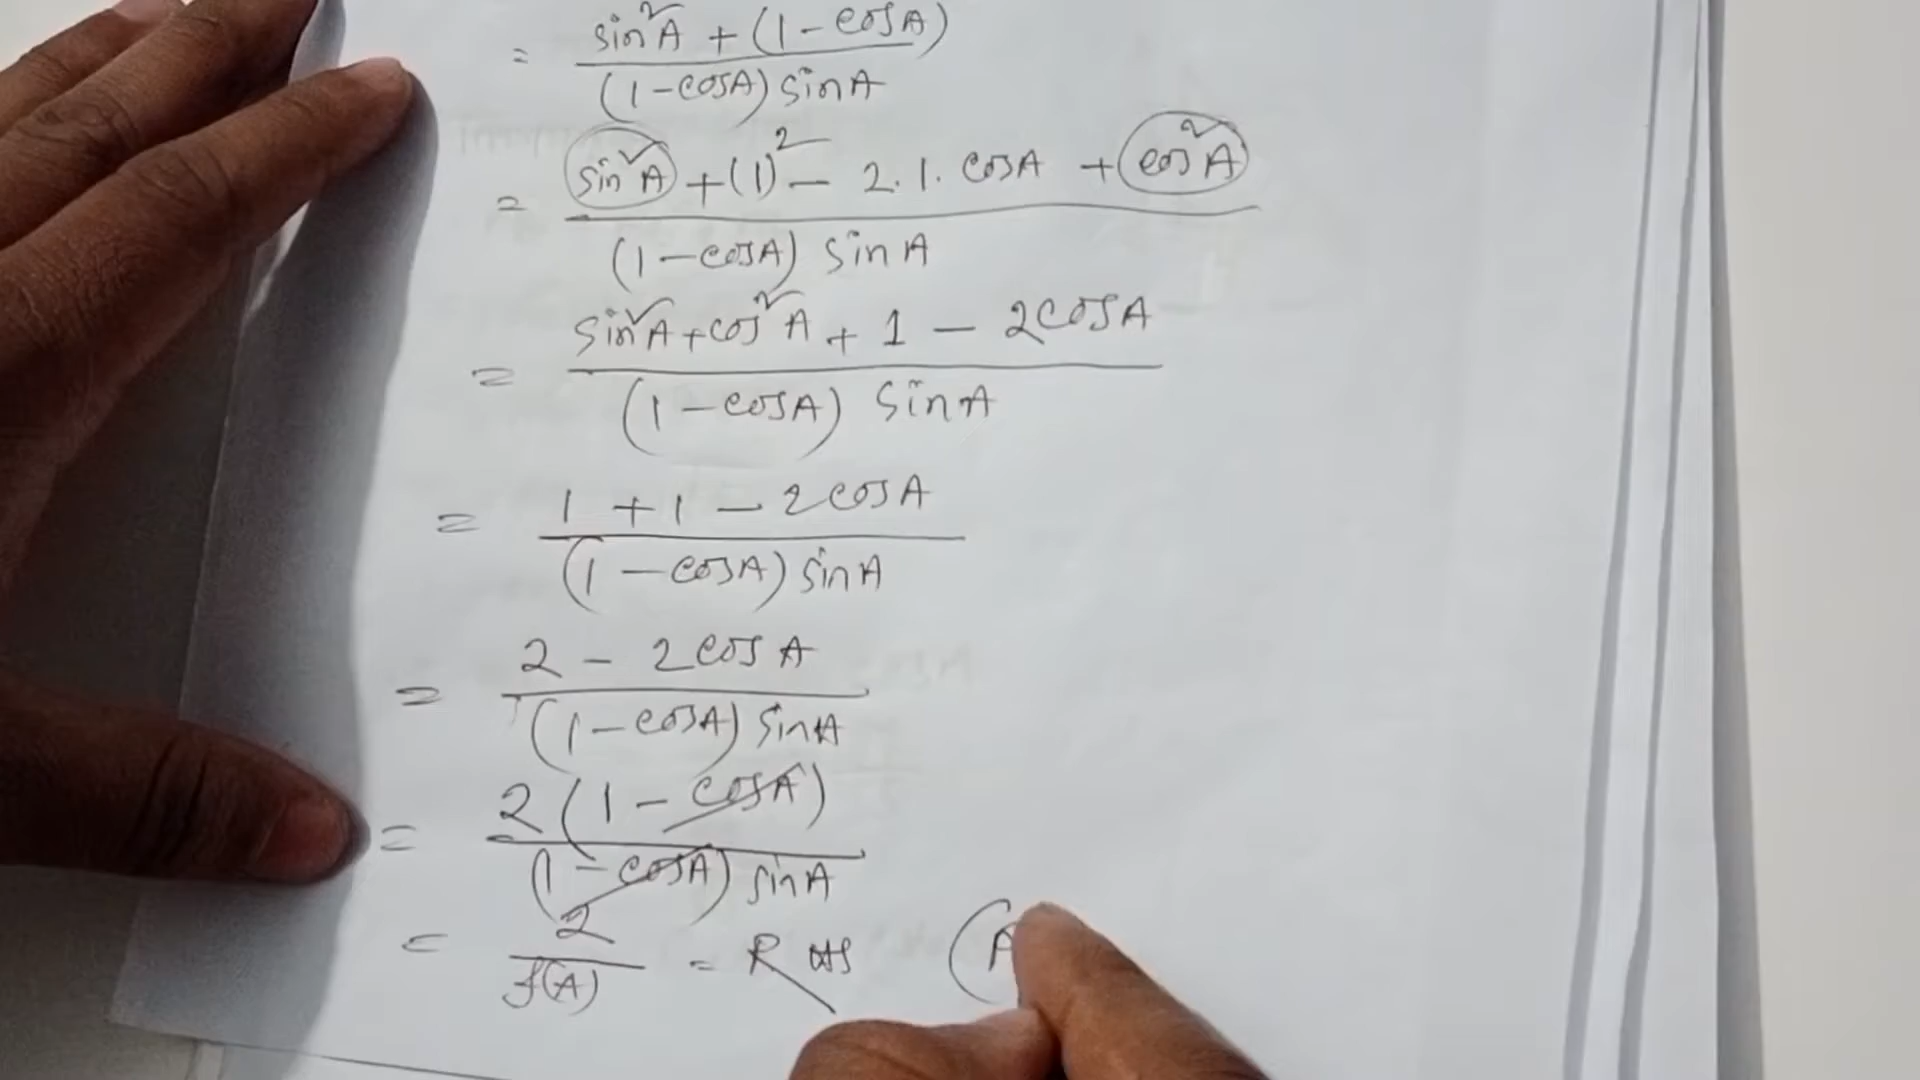 = sin²A + (1 - cosA)
(1-cosA) sinA
= sin²A + (1)² - 2.1. cosA + cos²A
(1-cosA) sinA
= sin²A + cos²A + 1 - 2cosA
(1-cosA) sinA
= 1 + 1 - 2cosA
(1-cosA) sinA
= 2 - 2cosA
(1-cosA) sinA
= 2(1-cosA)
(1-cosA) sinA
= 2
f(A)
= R
(A